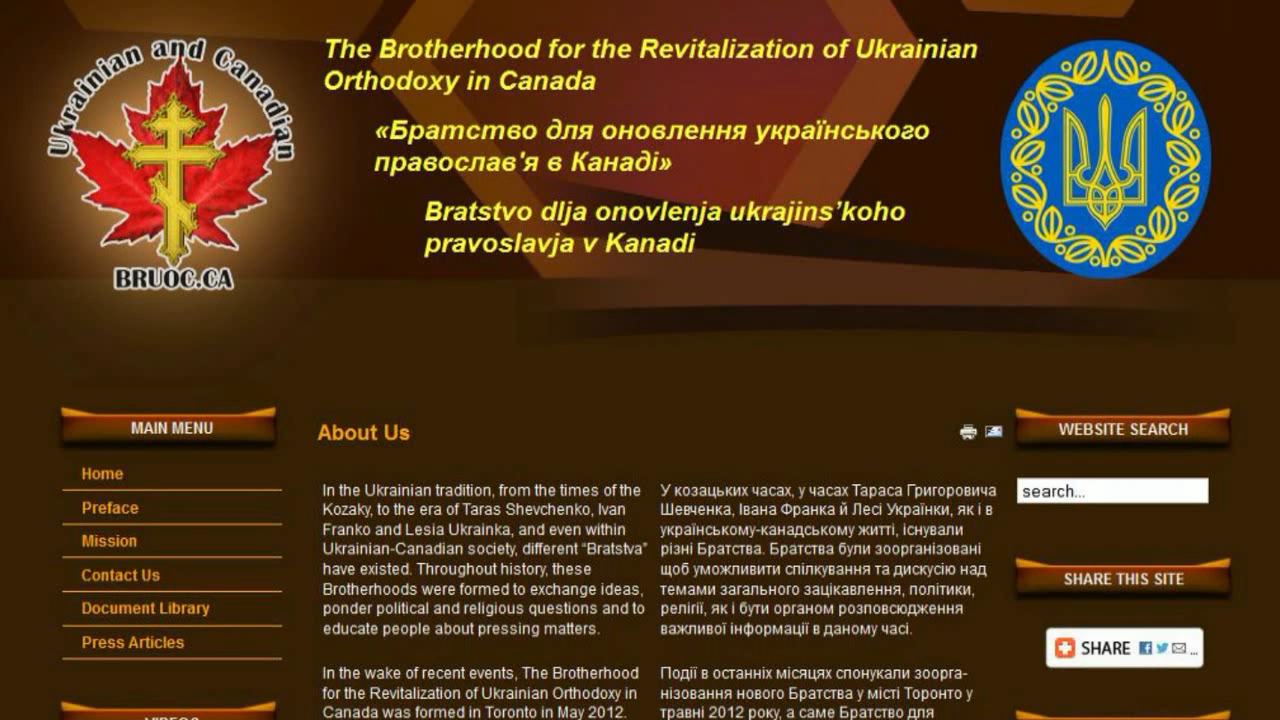 Ukrainian and Canadian
BRUOC.CA
The Brotherhood for the Revitalization of Ukrainian
Orthodoxy in Canada
«Братство для оновлення українського
православ'я в Канаді»
Bratstvo dlja onovlenja ukrajins’koho
pravoslavja v Kanadi
MAIN MENU
Home
Preface
Mission
Contact Us
Document Library
Press Articles
VIDEOS
About Us
In the Ukrainian tradition, from the times of the
Kozaky, to the era of Taras Shevchenko, Ivan
Franko and Lesia Ukrainka, and even within
Ukrainian-Canadian society, different “Bratstva”
have existed. Throughout history, these
Brotherhoods were formed to exchange ideas,
ponder political and religious questions and to
educate people about pressing matters.
In the wake of recent events, The Brotherhood
for the Revitalization of Ukrainian Orthodoxy in
Canada was formed in Toronto in May 2012.
У козацьких часах, у часах Тараса Григоровича
Шевченка, Івана Франка й Лесі Українки, як і в
українському-канадському житті, існували
різні Братства. Братства були зоорганізовані
щоб уможливити спілкування та дискусію над
темами загального зацікавлення, політики,
релігії, як і бути органом розповсюдження
важливої інформації в даному часі.
Події в останніх місяцях спонукали зоорга-
нізовання нового Братства у місті Торонто у
травні 2012 року, а саме Братство для
WEBSITE SEARCH
search...
SHARE THIS SITE
SHARE ...